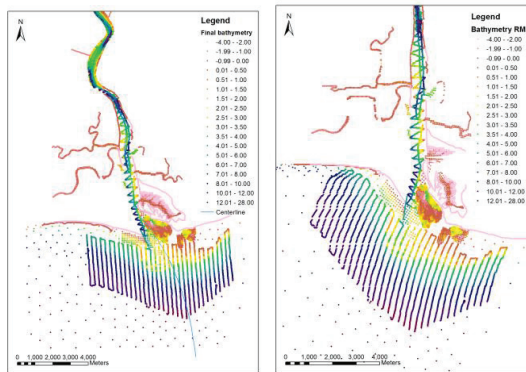 N
Legend
Final bathymetry
-4.00 - -2.00
-1.99 - -1.00
-0.99 - 0.00
0.01 - 0.50
0.51 - 1.00
1.01 - 1.50
1.51 - 2.00
2.01 - 2.50
2.51 - 3.00
3.01 - 3.50
3.51 - 4.00
4.01 - 5.00
5.01 - 6.00
6.01 - 7.00
7.01 - 8.00
8.01 - 10.00
10.01 - 12.00
12.01 - 28.00
Centerline
0 1,000 2,000 3,000 4,000
Meters
N
Legend
Bathymetry RM
-4.00 - -2.00
-1.99 - -1.00
-0.99 - 0.00
0.01 - 0.50
0.51 - 1.00
1.01 - 1.50
1.51 - 2.00
2.01 - 2.50
2.51 - 3.00
3.01 - 3.50
3.51 - 4.00
4.01 - 5.00
5.01 - 6.00
6.01 - 7.00
7.01 - 8.00
8.01 - 10.00
10.01 - 12.00
12.01 - 28.00
0 1,000 2,000 3,000 4,000
Meters